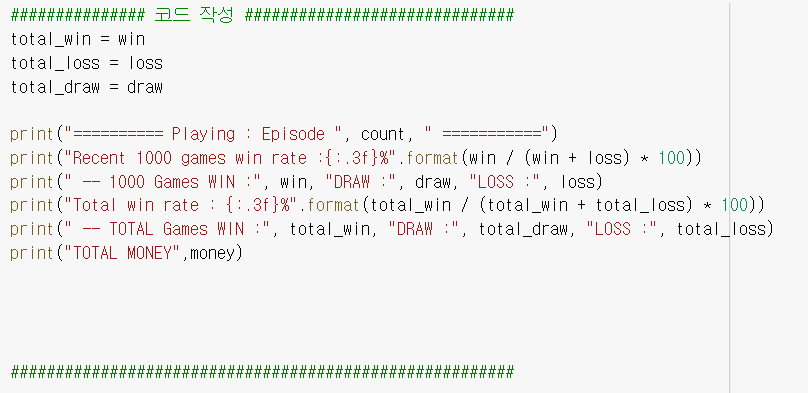 ############### 코드 작성 ##############################
total_win = win
total_loss = loss
total_draw = draw
print("========== Playing : Episode ", count, " ===========")
print("Recent 1000 games win rate :{:.3f}%".format(win / (win + loss) * 100))
print(" -- 1000 Games WIN :", win, "DRAW :", draw, "LOSS :", loss)
print("Total win rate : {:.3f}%".format(total_win / (total_win + total_loss) * 100))
print(" -- TOTAL Games WIN :", total_win, "DRAW :", total_draw, "LOSS :", total_loss)
print("TOTAL MONEY",money)
########################################################